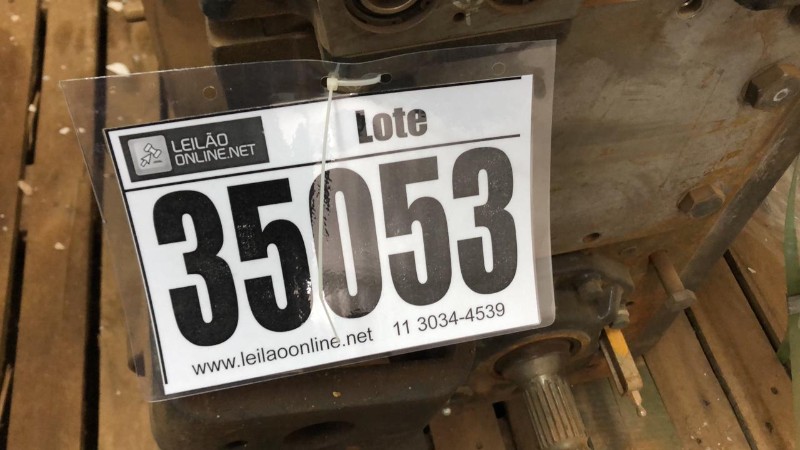 LEILÃO
ONLINE.NET
Lote
35053
www.leilaoonline.net 11 3034-4539